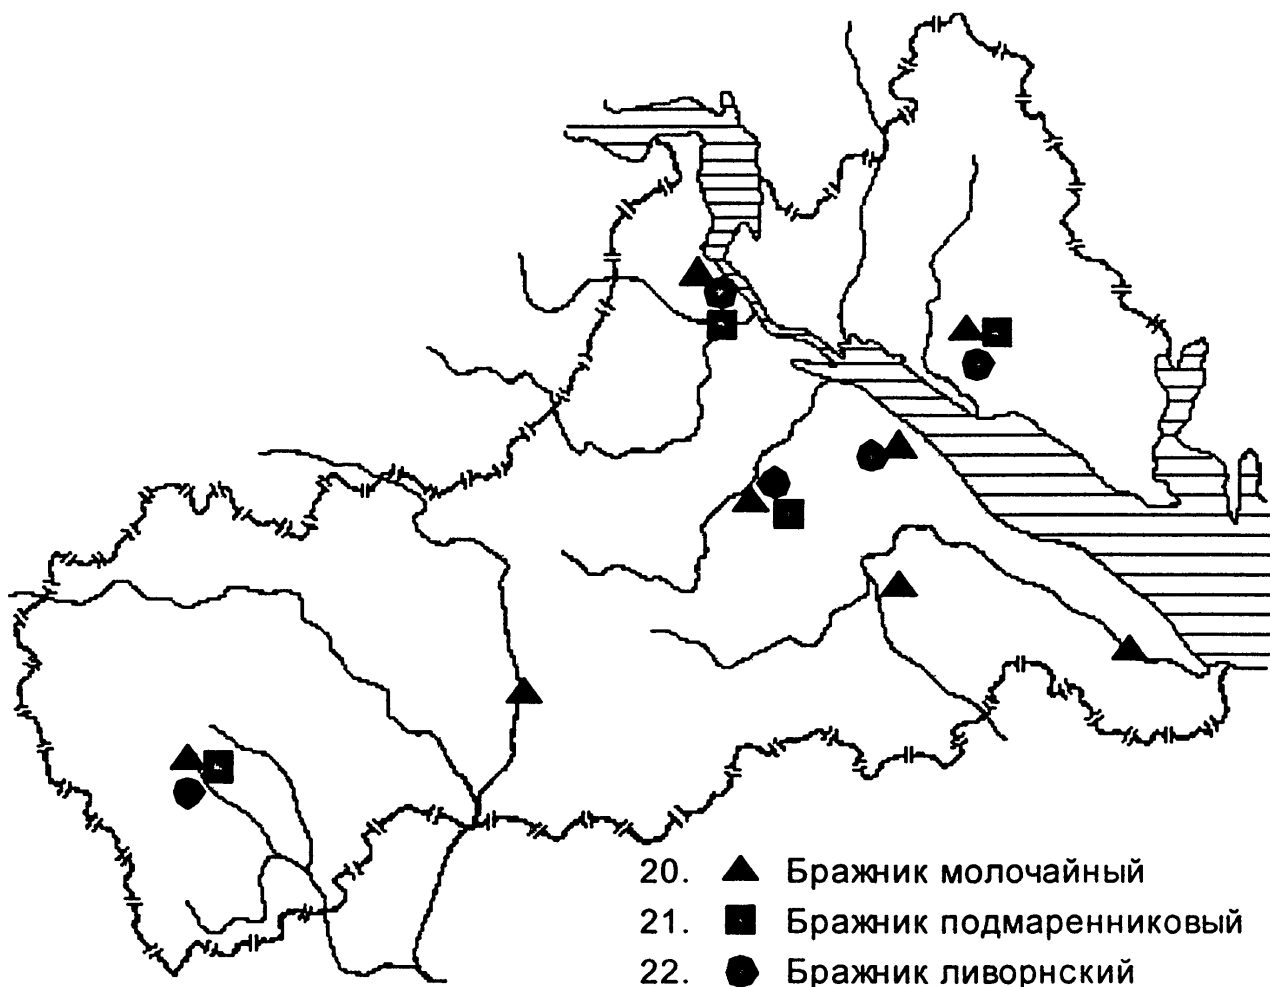 20. Бражник молочайный
21. Бражник подмаренниковый
22. Бражник ливорнский